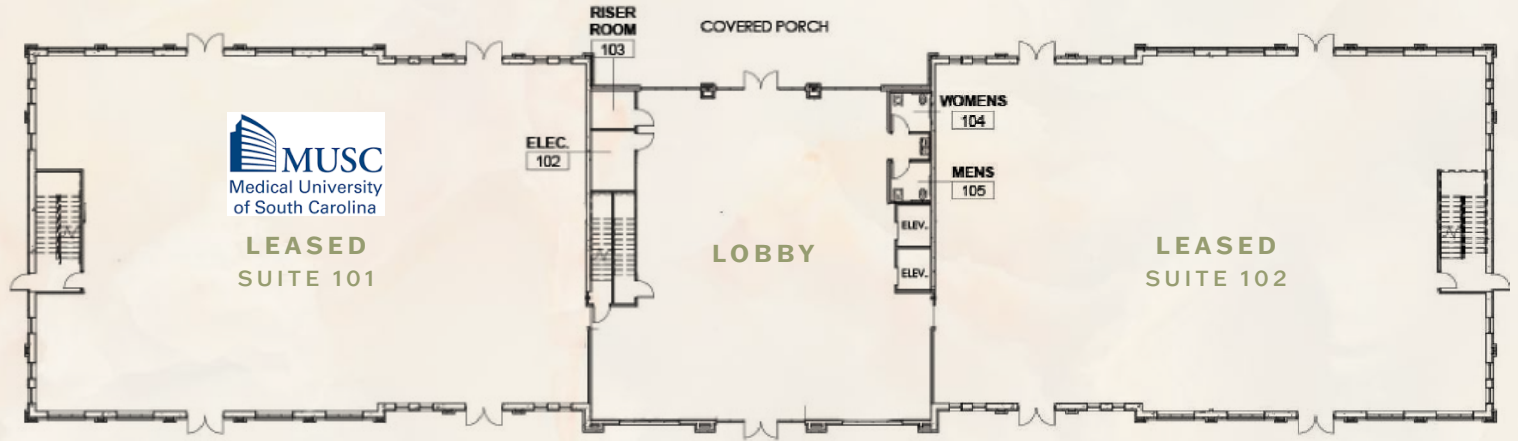 RISER
ROOM
103
COVERED PORCH
WOMENS
104
ELEC.
102
MENS
105
MUSC
Medical University
of South Carolina
LEASED
SUITE 101
LOBBY
ELEV.
ELEV.
LEASED
SUITE 102